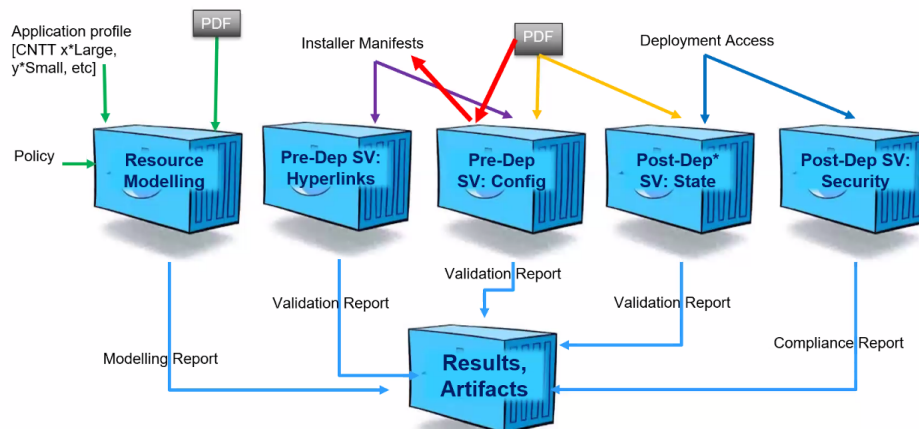 PDF
Application profile
[CNTT x*Large,
y*Small, etc]
Installer Manifests
PDF
Deployment Access
Policy
Resource
Modelling
Pre-Dep SV:
Hyperlinks
Pre-Dep
SV: Config
Post-Dep*
SV: State
Post-Dep SV:
Security
Validation Report
Validation Report
Validation Report
Modelling Report
Compliance Report
Results,
Artifacts